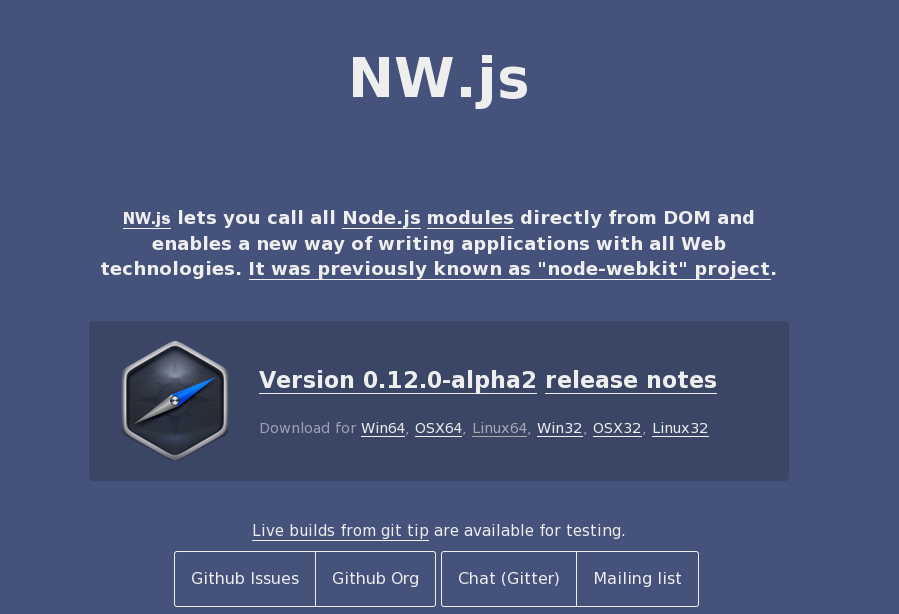 NW.js
NW.js lets you call all Node.js modules directly from DOM and
enables a new way of writing applications with all Web
technologies. It was previously known as "node-webkit" project.
Version 0.12.0-alpha2 release notes
Download for Win64, OSX64, Linux64, Win32, OSX32, Linux32
Live builds from git tip are available for testing.
Github Issues Github Org Chat (Gitter) Mailing list